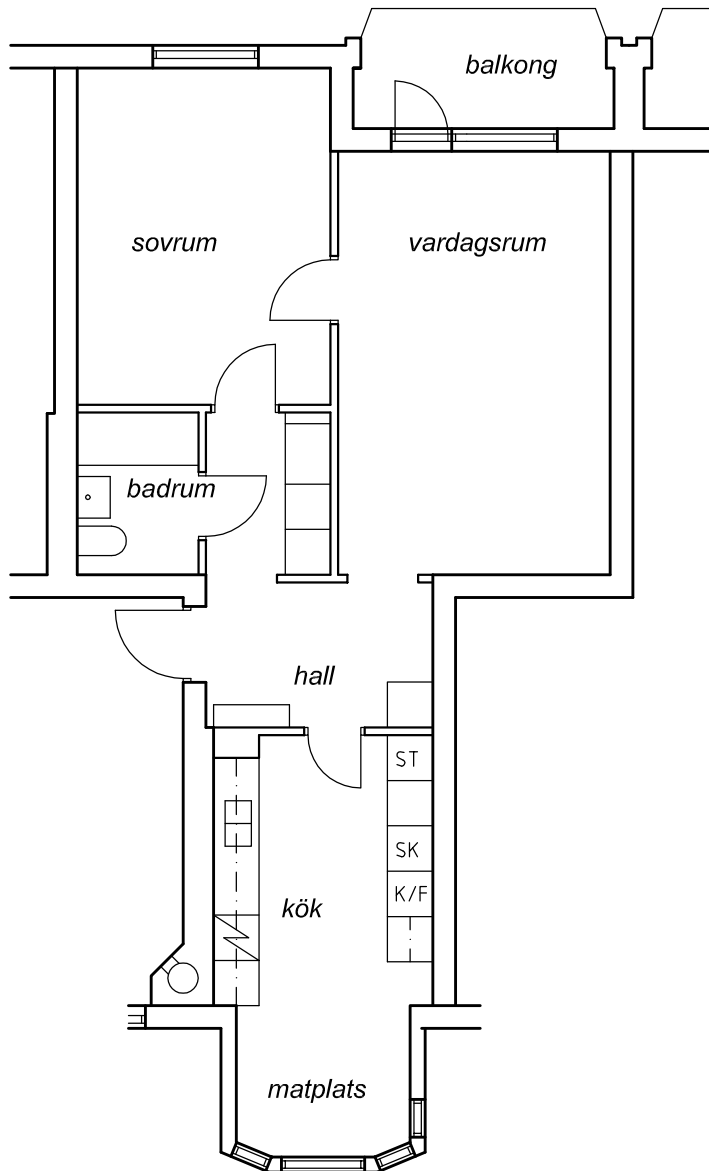 balkong
sovrum
vardagsrum
badrum
hall
ST
SK
K/F
kök
matplats